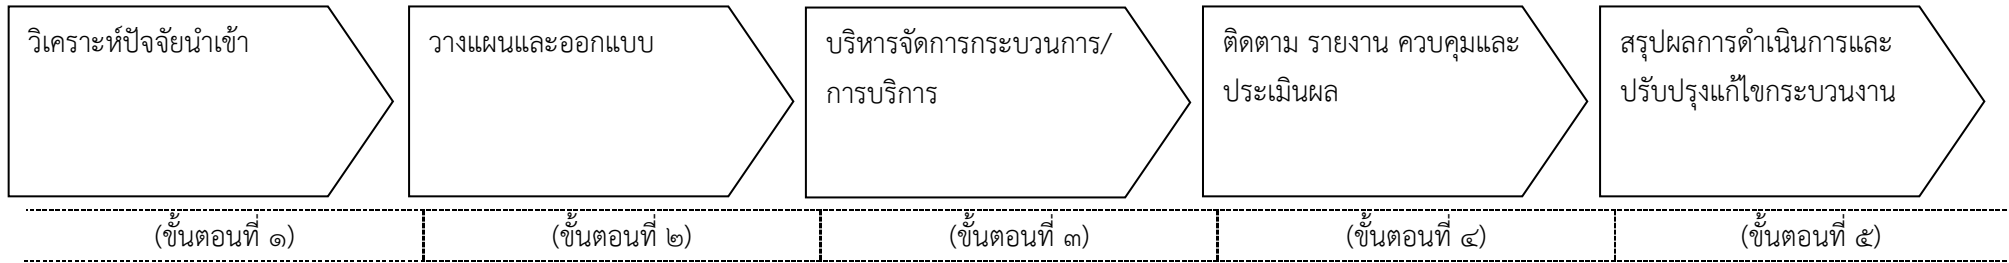 วิเคราะห์ปัจจัยนำเข้า
วางแผนและออกแบบ
บริหารจัดการกระบวนการ/
การบริการ
ติดตาม รายงาน ควบคุมและ
ประเมินผล
สรุปผลการดำเนินการและ
ปรับปรุงแก้ไขกระบวนงาน
(ขั้นตอนที่ ๑)
(ขั้นตอนที่ ๒)
(ขั้นตอนที่ ๓)
(ขั้นตอนที่ ๔)
(ขั้นตอนที่ ๕)